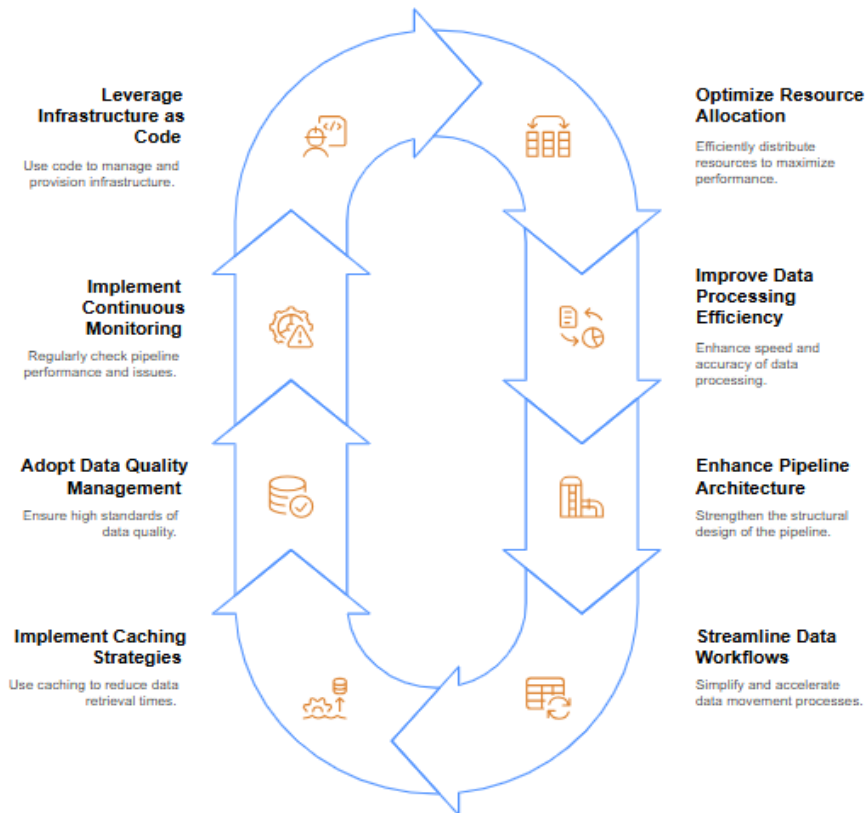 Leverage
Infrastructure as
Code
Use code to manage and
provision infrastructure.
Optimize Resource
Allocation
Efficiently distribute
resources to maximize
performance.
Implement
Continuous
Monitoring
Regularly check pipeline
performance and issues.
Improve Data
Processing
Efficiency
Enhance speed and
accuracy of data
processing.
Adopt Data Quality
Management
Ensure high standards of
data quality.
Enhance Pipeline
Architecture
Strengthen the structural
design of the pipeline.
Implement Caching
Strategies
Use caching to reduce data
retrieval times.
Streamline Data
Workflows
Simplify and accelerate
data movement processes.